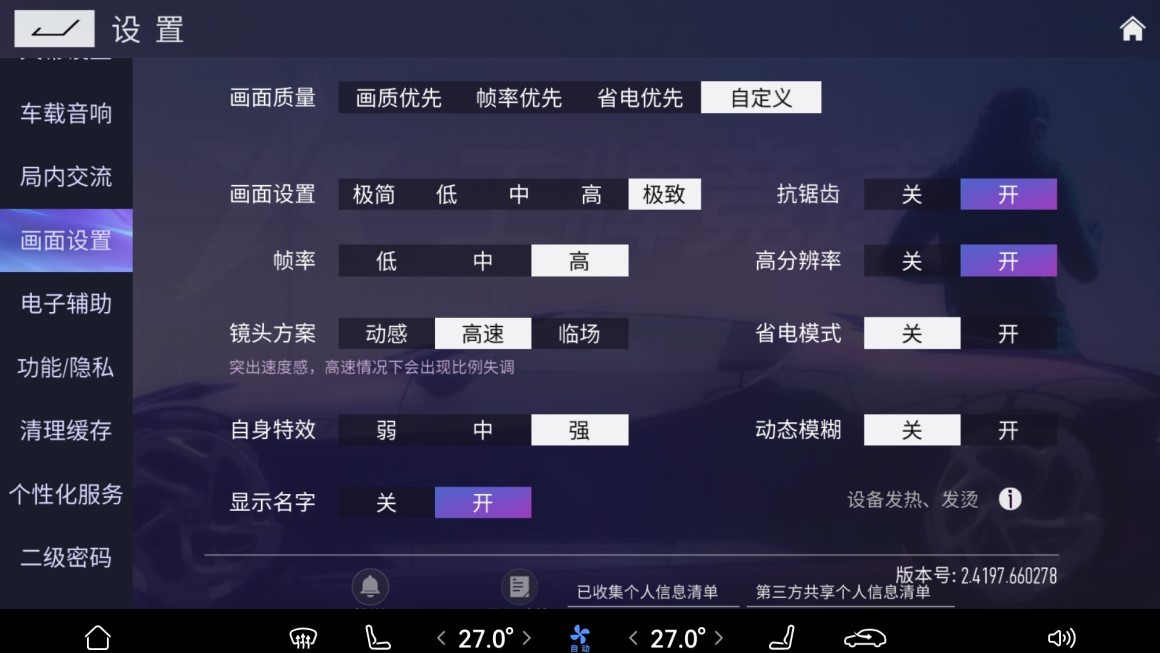 设置
车载音响
局内交流
画面设置
电子辅助
功能/隐私
清理缓存
个性化服务
二级密码
画面质量 画质优先 帧率优先 省电优先 自定义
画面设置 极简 低 中 高 极致 抗锯齿 关 开
帧率 低 中 高 高分辨率 关 开
镜头方案 动感 高速 临场 省电模式 关 开
突出速度感，高速情况下会出现比例失调
自身特效 弱 中 强 动态模糊 关 开
显示名字 关 开 设备发热、发烫
版本号: 2.4197.660278
已收集个人信息清单 第三方共享个人信息清单
27.0° 自动 27.0°